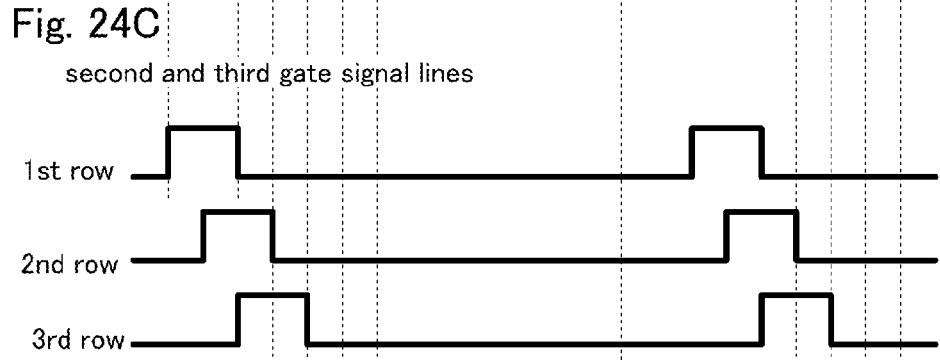 Fig. 24C
second and third gate signal lines
1st row
2nd row
3rd row